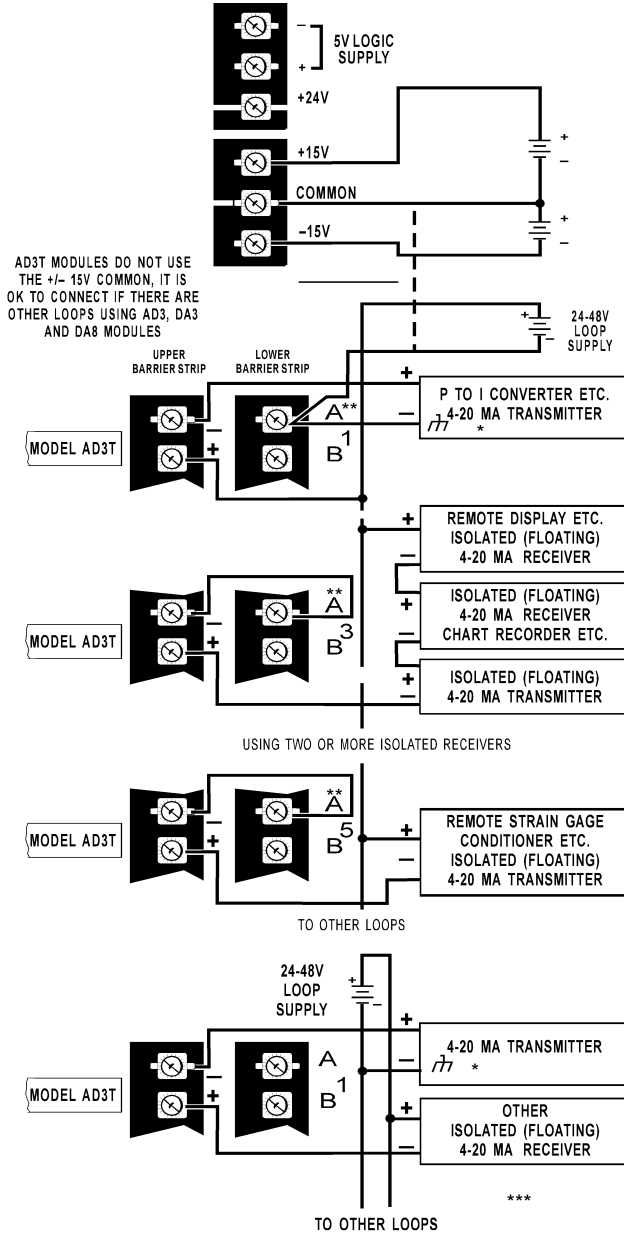 −
5V LOGIC
SUPPLY
+
+24V
+15V
+
−
COMMON
+
−15V
−
AD3T MODULES DO NOT USE
THE +/− 15V COMMON, IT IS
OK TO CONNECT IF THERE ARE
OTHER LOOPS USING AD3, DA3
AND DA8 MODULES
+
−
24-48V
LOOP
SUPPLY
UPPER
BARRIER STRIP
LOWER
BARRIER STRIP
+
P TO I CONVERTER ETC.
A**
−
4-20 MA TRANSMITTER
*
−
1
MODEL AD3T
+
B
+
REMOTE DISPLAY ETC.
ISOLATED (FLOATING)
−
4-20 MA RECEIVER
**
A
+
ISOLATED (FLOATING)
4-20 MA RECEIVER
−
3
−
CHART RECORDER ETC.
MODEL AD3T
+
B
+
ISOLATED (FLOATING)
−
4-20 MA TRANSMITTER
USING TWO OR MORE ISOLATED RECEIVERS
**
A
−
5
+
REMOTE STRAIN GAGE
CONDITIONER ETC.
MODEL AD3T
+
B
−
ISOLATED (FLOATING)
4-20 MA TRANSMITTER
TO OTHER LOOPS
24-48V
LOOP
SUPPLY
+
−
+
4-20 MA TRANSMITTER
A
−
*
−
1
MODEL AD3T
+
B
+
OTHER
ISOLATED (FLOATING)
−
4-20 MA RECEIVER
***
TO OTHER LOOPS